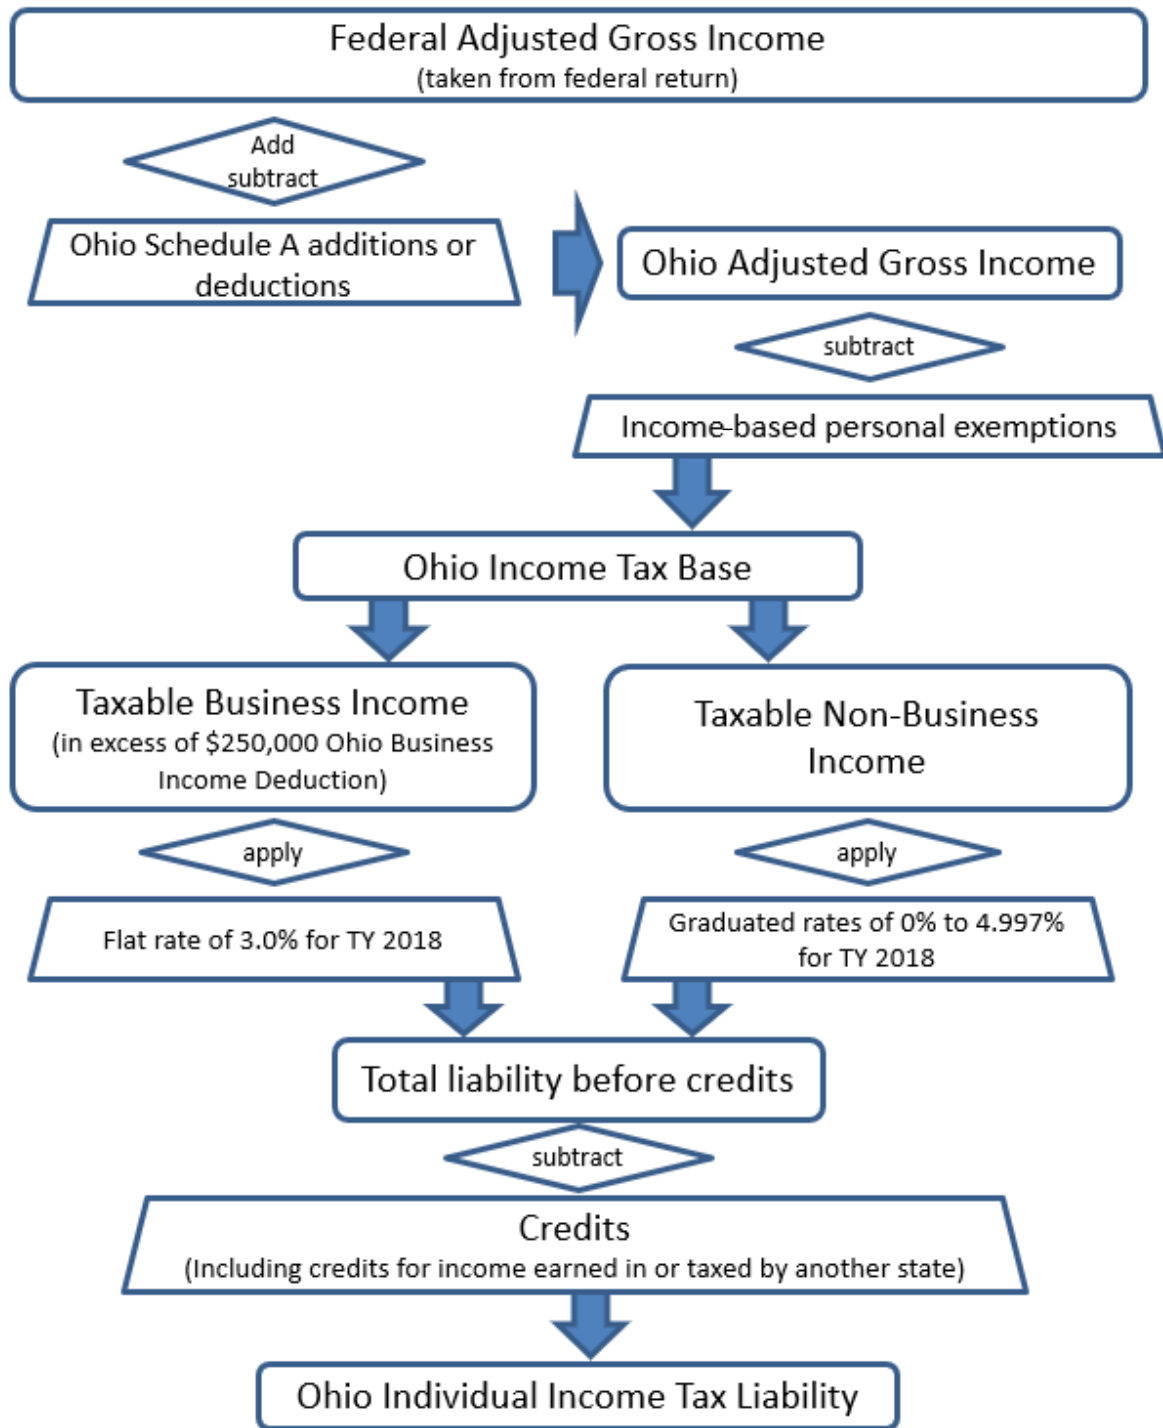 Federal Adjusted Gross Income
(taken from federal return)
Add
subtract
Ohio Schedule A additions or
deductions
Ohio Adjusted Gross Income
subtract
Income-based personal exemptions
Ohio Income Tax Base
Taxable Business Income
(in excess of $250,000 Ohio Business
Income Deduction)
Taxable Non-Business
Income
apply
apply
Flat rate of 3.0% for TY 2018
Graduated rates of 0% to 4.997%
for TY 2018
Total liability before credits
subtract
Credits
(Including credits for income earned in or taxed by another state)
Ohio Individual Income Tax Liability